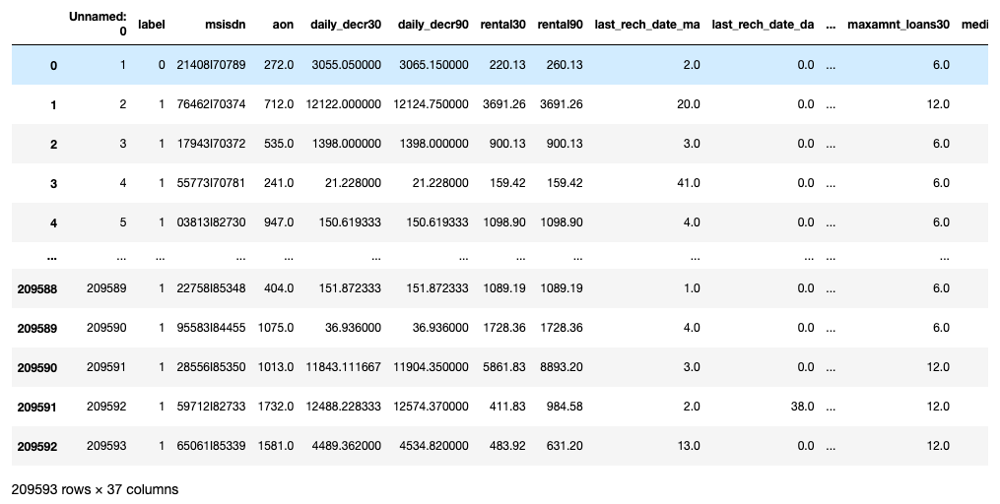 Unnamed: 0 label msisdn aon daily_decr30 daily_decr90 rental30 rental90 last_rech_date_ma last_rech_date_da ... maxamnt_loans30 medi
0 1 0 21408I70789 272.0 3055.050000 3065.150000 220.13 260.13 2.0 0.0 ... 6.0
1 2 1 76462I70374 712.0 12122.000000 12124.750000 3691.26 3691.26 20.0 0.0 ... 12.0
2 3 1 17943I70372 535.0 1398.000000 1398.000000 900.13 900.13 3.0 0.0 ... 6.0
3 4 1 55773I70781 241.0 21.228000 21.228000 159.42 159.42 41.0 0.0 ... 6.0
4 5 1 03813I82730 947.0 150.619333 150.619333 1098.90 1098.90 4.0 0.0 ... 6.0
... ... ... ... ... ... ... ... ... ... ... ... ...
209588 209589 1 22758I85348 404.0 151.872333 151.872333 1089.19 1089.19 1.0 0.0 ... 6.0
209589 209590 1 95583I84455 1075.0 36.936000 36.936000 1728.36 1728.36 4.0 0.0 ... 6.0
209590 209591 1 28556I85350 1013.0 11843.111667 11904.350000 5861.83 8893.20 3.0 0.0 ... 12.0
209591 209592 1 59712I82733 1732.0 12488.228333 12574.370000 411.83 984.58 2.0 38.0 ... 12.0
209592 209593 1 65061I85339 1581.0 4489.362000 4534.820000 483.92 631.20 13.0 0.0 ... 12.0
209593 rows × 37 columns